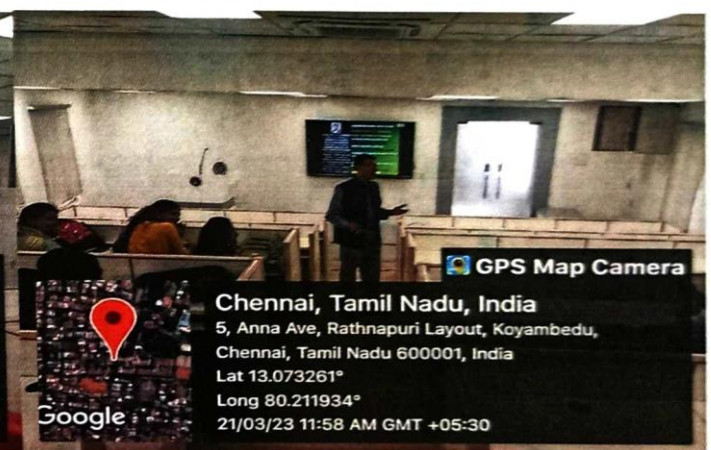 GPS Map Camera
Chennai, Tamil Nadu, India
5, Anna Ave, Rathnapuri Layout, Koyambedu,
Chennai, Tamil Nadu 600001, India
Lat 13.073261°
Long 80.211934°
21/03/23 11:58 AM GMT +05:30
Google